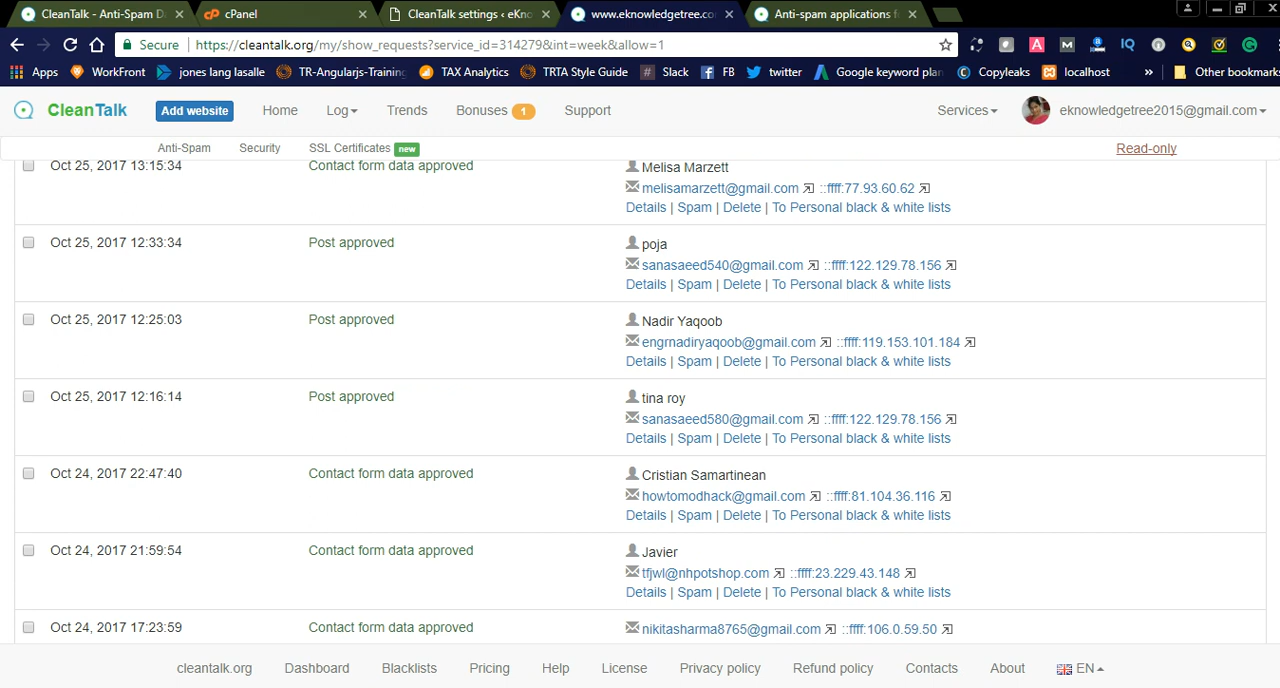 CleanTalk - Anti-Spam D
cPanel
CleanTalk settings ‹ eKno
www.eknowledgetree.co
Anti-spam applications f
Secure
https://cleantalk.org/my/show_requests?service_id=314279&int=week&allow=1
Apps
WorkFront
jones lang lasalle
TR-Angularjs-Training
TAX Analytics
TRTA Style Guide
Slack
FB
twitter
Google keyword plan
Copyleaks
localhost
»
Other bookmarks
CleanTalk
Add website
Home
Log
Trends
Bonuses 1
Support
Services
eknowledgetree2015@gmail.com
Anti-Spam
Security
SSL Certificates new
Read-only
Oct 25, 2017 13:15:34
Contact form data approved
Melisa Marzett
melisamarzett@gmail.com ::ffff:77.93.60.62
Details | Spam | Delete | To Personal black & white lists
Oct 25, 2017 12:33:34
Post approved
poja
sanasaeed540@gmail.com ::ffff:122.129.78.156
Details | Spam | Delete | To Personal black & white lists
Oct 25, 2017 12:25:03
Post approved
Nadir Yaqoob
engrnadiryaqoob@gmail.com ::ffff:119.153.101.184
Details | Spam | Delete | To Personal black & white lists
Oct 25, 2017 12:16:14
Post approved
tina roy
sanasaeed580@gmail.com ::ffff:122.129.78.156
Details | Spam | Delete | To Personal black & white lists
Oct 24, 2017 22:47:40
Contact form data approved
Cristian Samartinean
howtomodhack@gmail.com ::ffff:81.104.36.116
Details | Spam | Delete | To Personal black & white lists
Oct 24, 2017 21:59:54
Contact form data approved
Javier
tfjwl@nhpotshop.com ::ffff:23.229.43.148
Details | Spam | Delete | To Personal black & white lists
Oct 24, 2017 17:23:59
Contact form data approved
nikitasharma8765@gmail.com ::ffff:106.0.59.50
cleantalk.org
Dashboard
Blacklists
Pricing
Help
License
Privacy policy
Refund policy
Contacts
About
EN